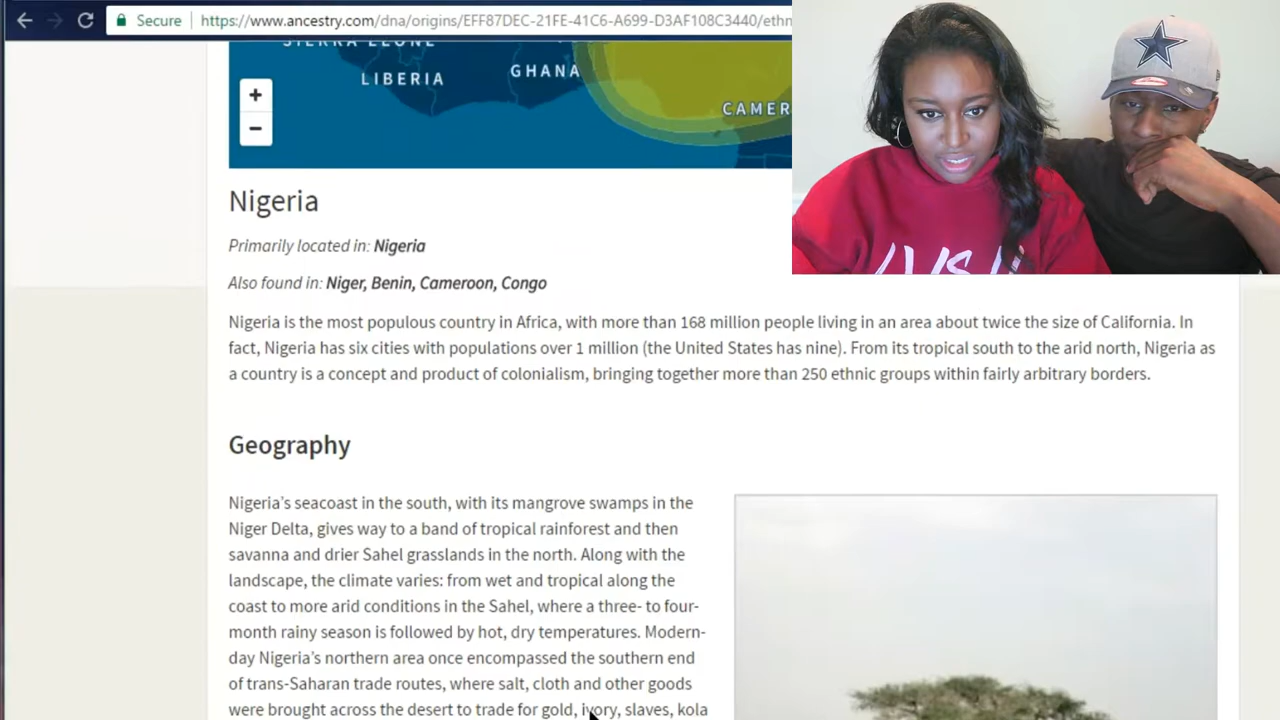 Secure https://www.ancestry.com/dna/origins/EFF87DEC-21FE-41C6-A699-D3AF108C3440/ethn
SIERRA LEONE
LIBERIA
GHANA
CAMER
+
−
Nigeria
Primarily located in: Nigeria
Also found in: Niger, Benin, Cameroon, Congo
Nigeria is the most populous country in Africa, with more than 168 million people living in an area about twice the size of California. In
fact, Nigeria has six cities with populations over 1 million (the United States has nine). From its tropical south to the arid north, Nigeria as
a country is a concept and product of colonialism, bringing together more than 250 ethnic groups within fairly arbitrary borders.
Geography
Nigeria’s seacoast in the south, with its mangrove swamps in the
Niger Delta, gives way to a band of tropical rainforest and then
savanna and drier Sahel grasslands in the north. Along with the
landscape, the climate varies: from wet and tropical along the
coast to more arid conditions in the Sahel, where a three- to four-
month rainy season is followed by hot, dry temperatures. Modern-
day Nigeria’s northern area once encompassed the southern end
of trans-Saharan trade routes, where salt, cloth and other goods
were brought across the desert to trade for gold, ivory, slaves, kola